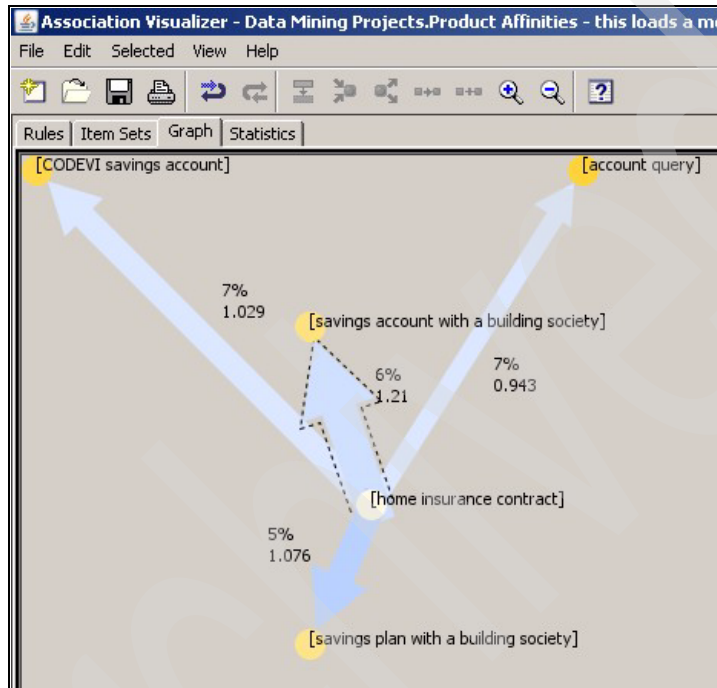 Association Visualizer - Data Mining Projects.Product Affinities - this loads a m
File Edit Selected View Help
Rules Item Sets Graph Statistics
[CODEVI savings account] [account query]
7%
1.029
[savings account with a building society]
6%
1.21
7%
0.943
[home insurance contract]
5%
1.076
[savings plan with a building society]